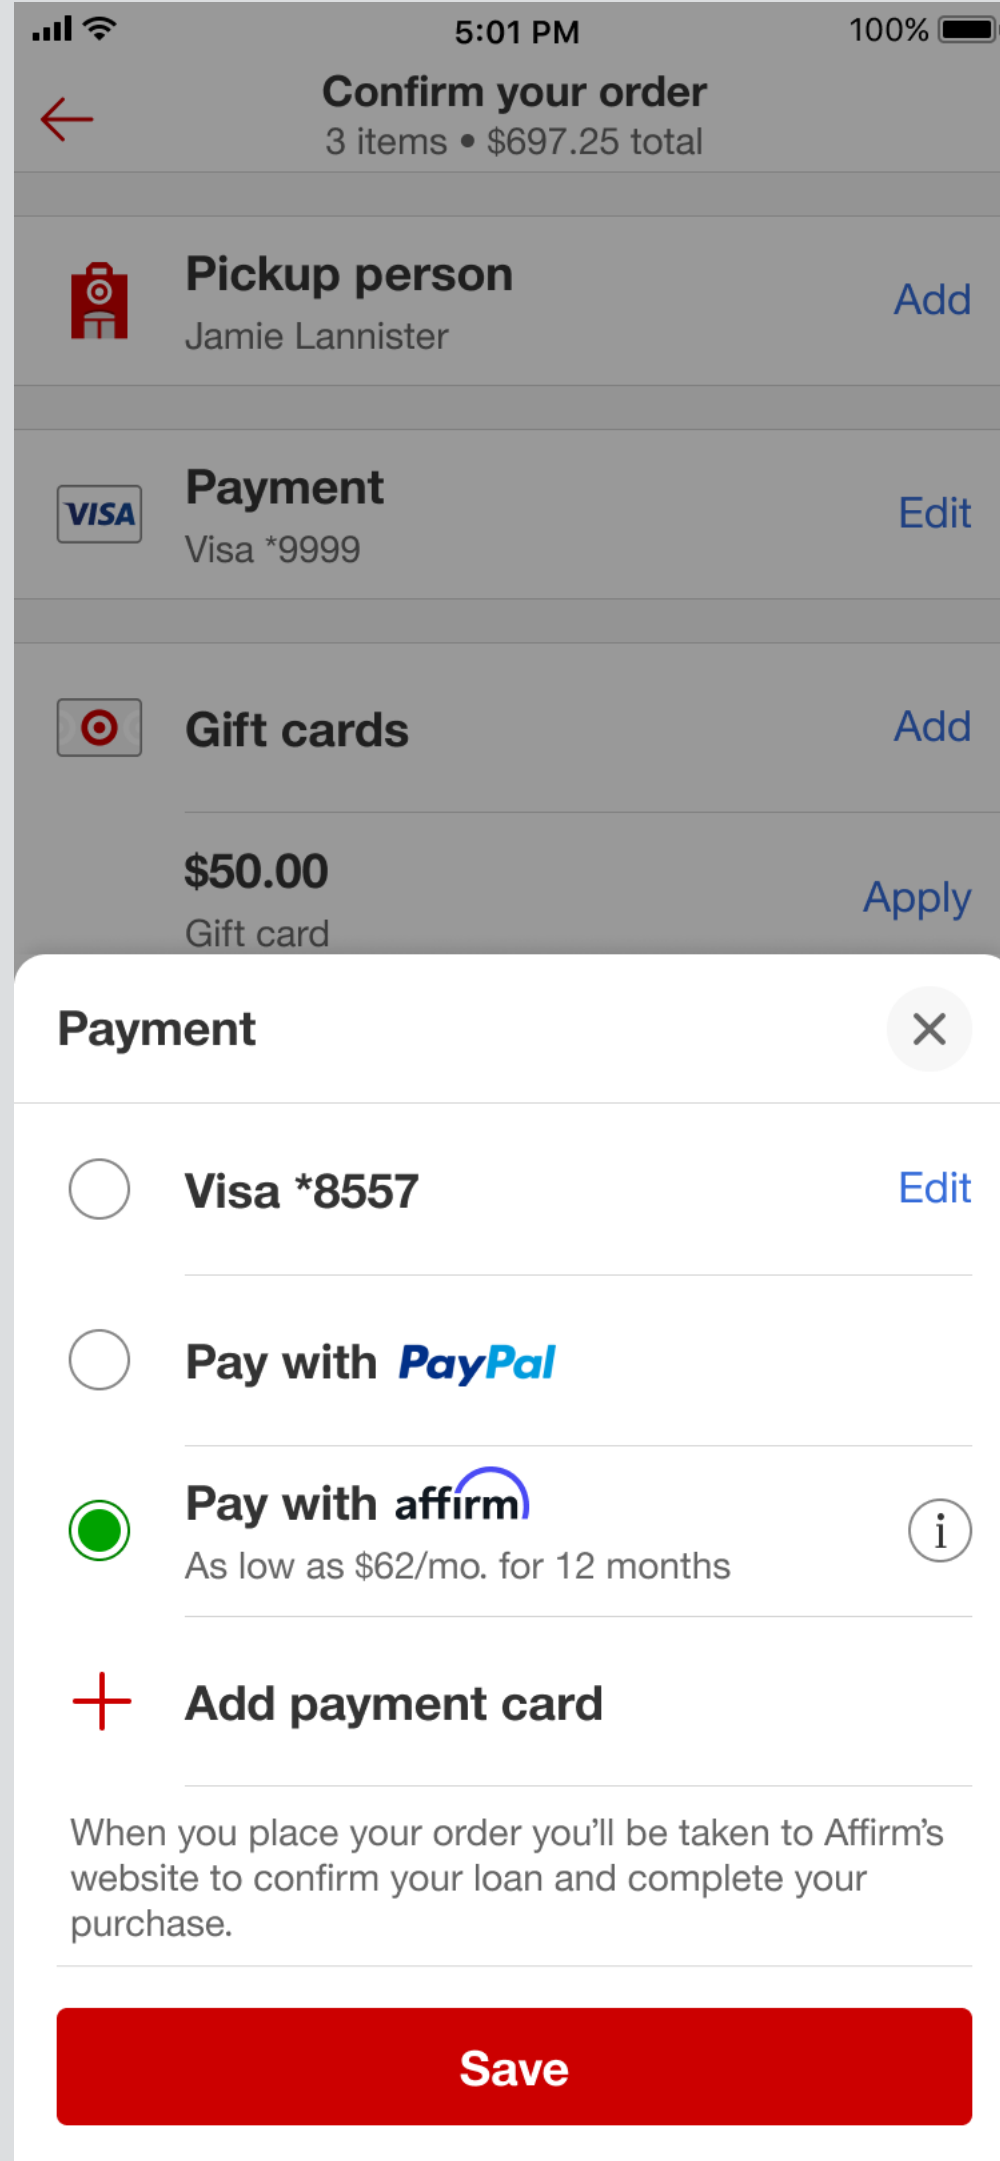 5:01 PM
100%
Confirm your order
3 items • $697.25 total
Pickup person
Add
Jamie Lannister
VISA
Payment
Edit
Visa *9999
Gift cards
Add
$50.00
Apply
Gift card
Payment
Visa *8557
Edit
Pay with PayPal
Pay with affirm
As low as $62/mo. for 12 months
i
Add payment card
When you place your order you’ll be taken to Affirm’s
website to confirm your loan and complete your
purchase.
Save